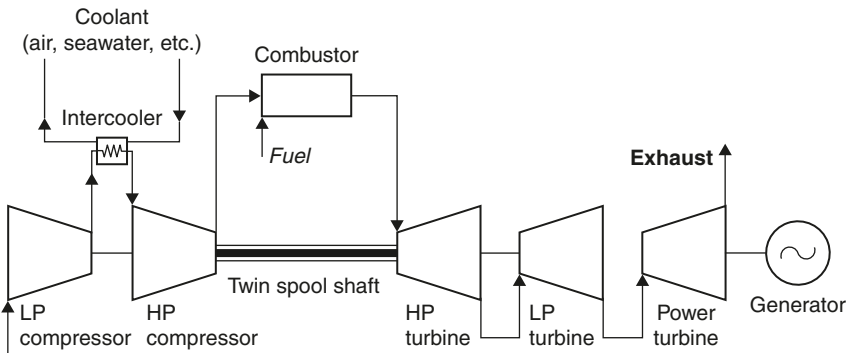 Coolant
(air, seawater, etc.)
Intercooler
Combustor
Fuel
Exhaust
Twin spool shaft
LP
compressor
HP
compressor
HP
turbine
LP
turbine
Power
turbine
Generator